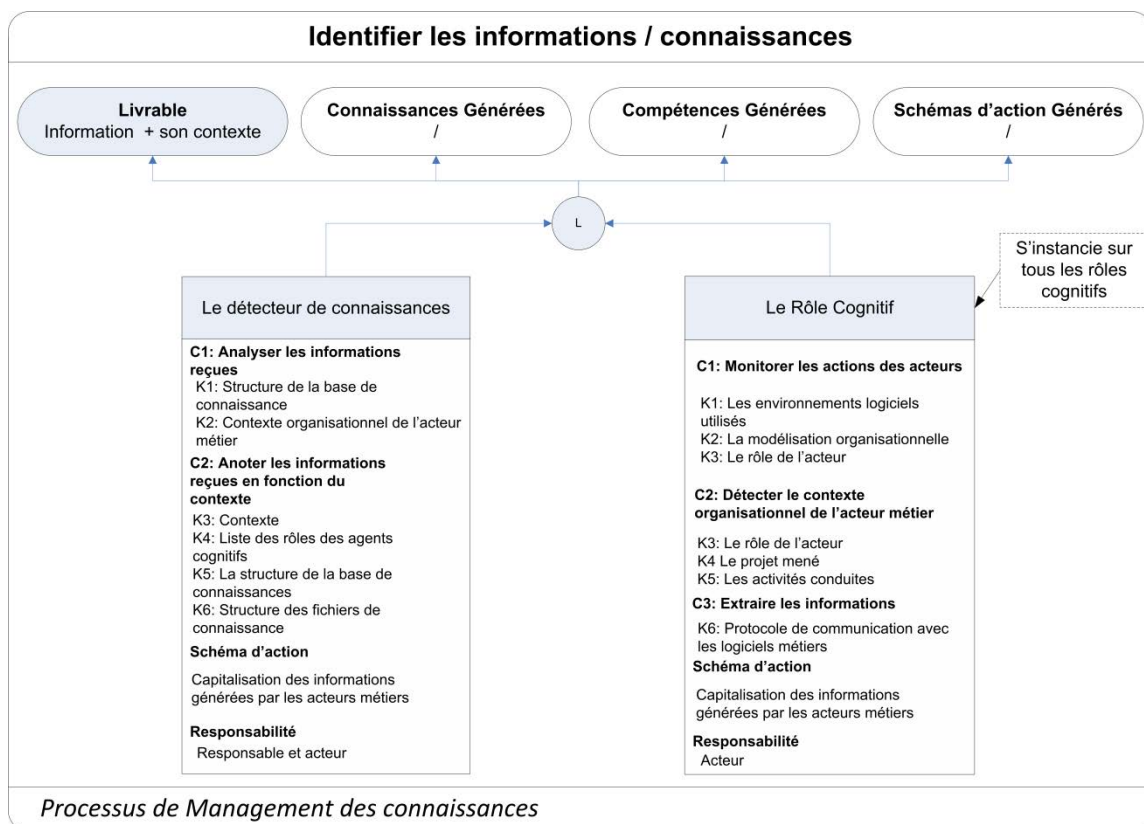 Identifier les informations / connaissances
Livrable
Information + son contexte
Connaissances Générées
/
Compétences Générées
/
Schémas d'action Générés
/
L
S'instancie sur
tous les rôles
cognitifs
Le détecteur de connaissances
C1: Analyser les informations
reçues
K1: Structure de la base de
connaissance
K2: Contexte organisationnel de l'acteur
métier
C2: Anoter les informations
reçues en fonction du
contexte
K3: Contexte
K4: Liste des rôles des agents
cognitifs
K5: La structure de la base de
connaissances
K6: Structure des fichiers de
connaissance
Schéma d'action
Capitalisation des informations
générées par les acteurs métiers
Responsabilité
Responsable et acteur
Le Rôle Cognitif
C1: Monitorer les actions des acteurs
K1: Les environnements logiciels
utilisés
K2: La modélisation organisationnelle
K3: Le rôle de l'acteur
C2: Détecter le contexte
organisationnel de l'acteur métier
K3: Le rôle de l'acteur
K4 Le projet mené
K5: Les activités conduites
C3: Extraire les informations
K6: Protocole de communication avec
les logiciels métiers
Schéma d'action
Capitalisation des informations
générées par les acteurs métiers
Responsabilité
Acteur
Processus de Management des connaissances